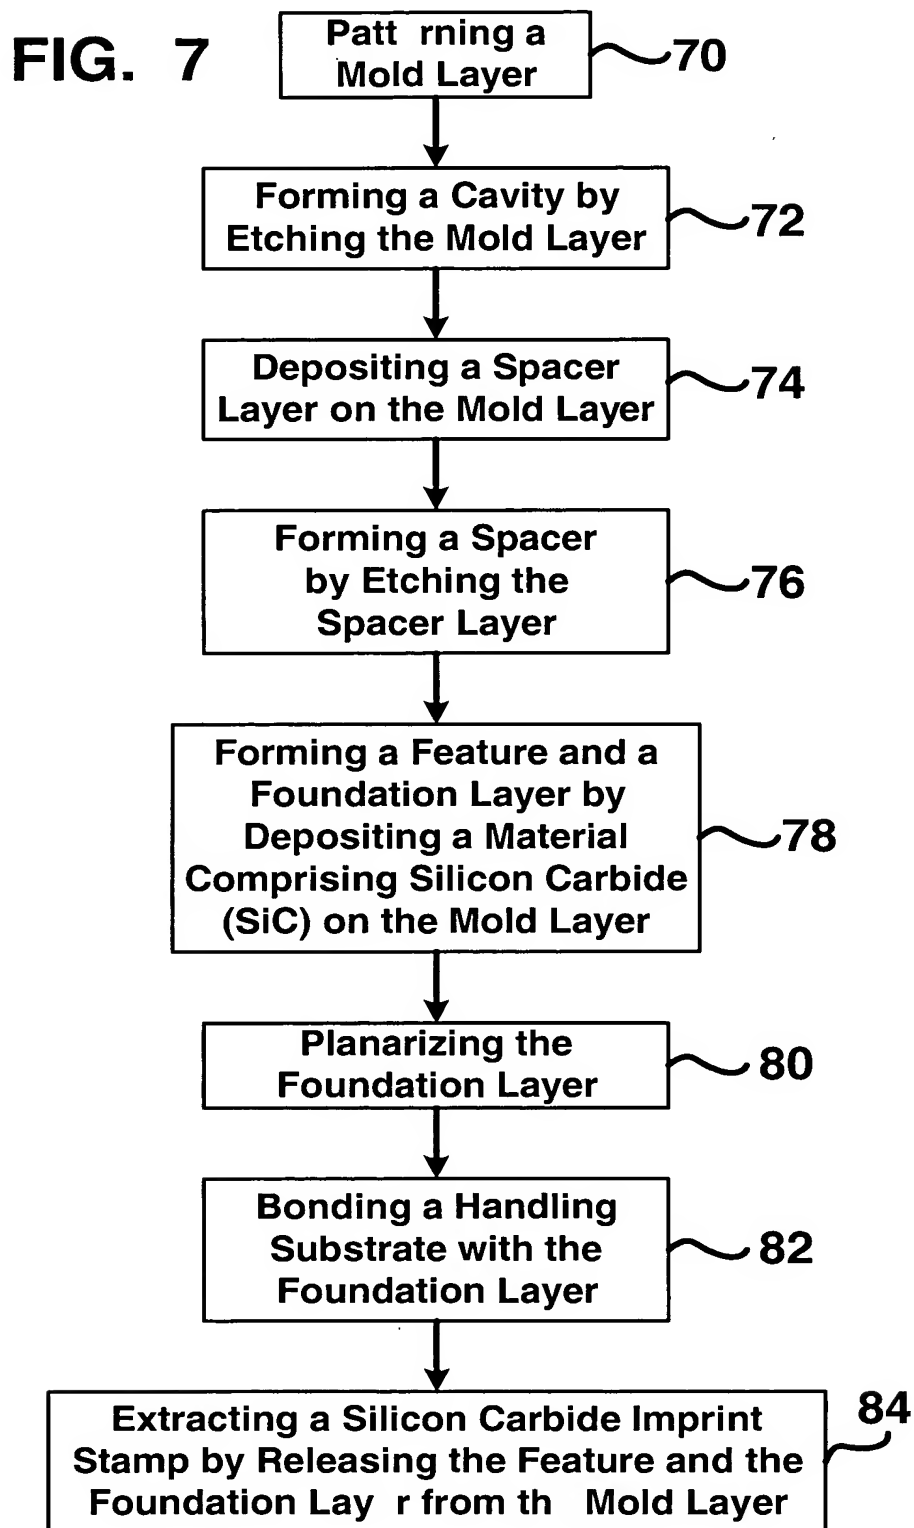 FIG. 7
Patt rning a
Mold Layer
70
Forming a Cavity by
Etching the Mold Layer
72
Depositing a Spacer
Layer on the Mold Layer
74
Forming a Spacer
by Etching the
Spacer Layer
76
Forming a Feature and a
Foundation Layer by
Depositing a Material
Comprising Silicon Carbide
(SiC) on the Mold Layer
78
Planarizing the
Foundation Layer
80
Bonding a Handling
Substrate with the
Foundation Layer
82
Extracting a Silicon Carbide Imprint
Stamp by Releasing the Feature and the
Foundation Lay r from th Mold Layer
84